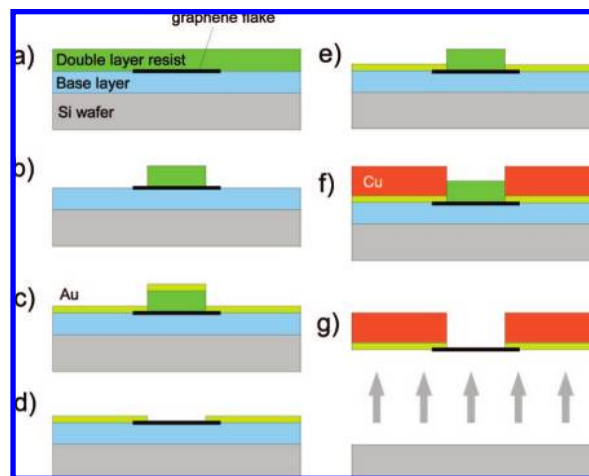 graphene flake
a)
Double layer resist
Base layer
Si wafer
b)
c)
Au
d)
e)
f)
Cu
g)